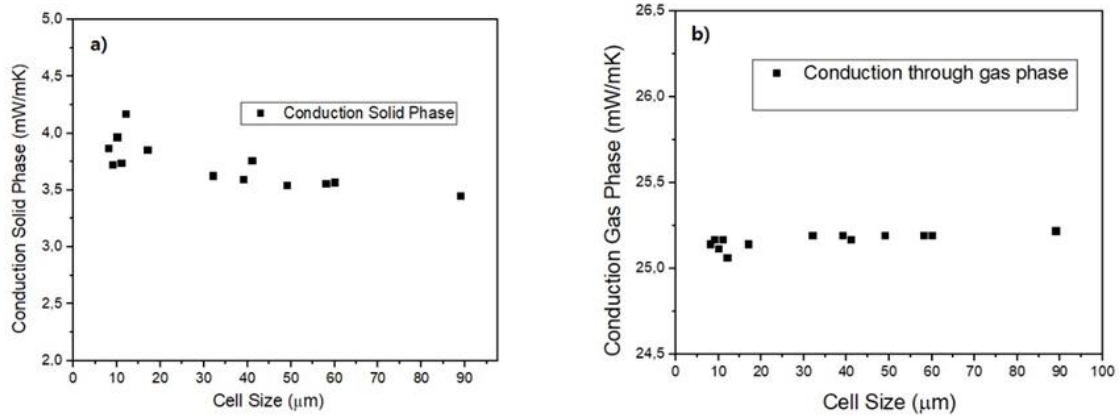 a)
Conduction Solid Phase
Conduction Solid Phase (mW/mK)
5,0
4,5
4,0
3,5
3,0
2,5
2,0
0 10 20 30 40 50 60 70 80 90
Cell Size (μm)
b)
Conduction through gas phase
Conduction Gas Phase (mW/mK)
26,5
26,0
25,5
25,0
24,5
0 10 20 30 40 50 60 70 80 90 100
Cell Size (μm)